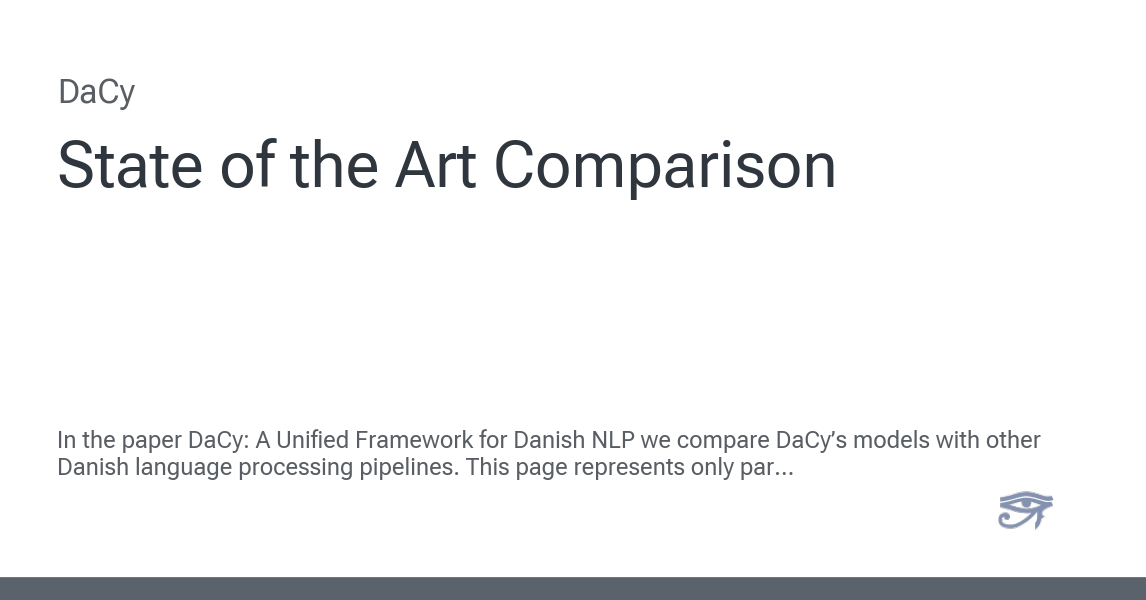 DaCy
State of the Art Comparison
In the paper DaCy: A Unified Framework for Danish NLP we compare DaCy’s models with other
Danish language processing pipelines. This page represents only par...